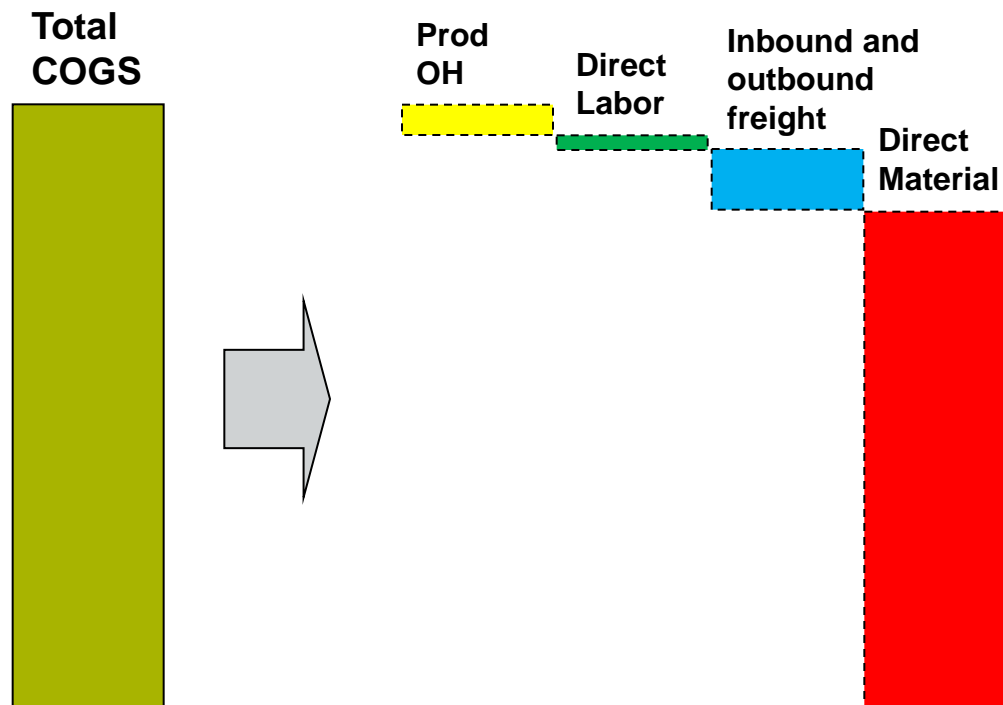 Total
COGS
Prod
OH
Direct
Labor
Inbound and
outbound
freight
Direct
Material